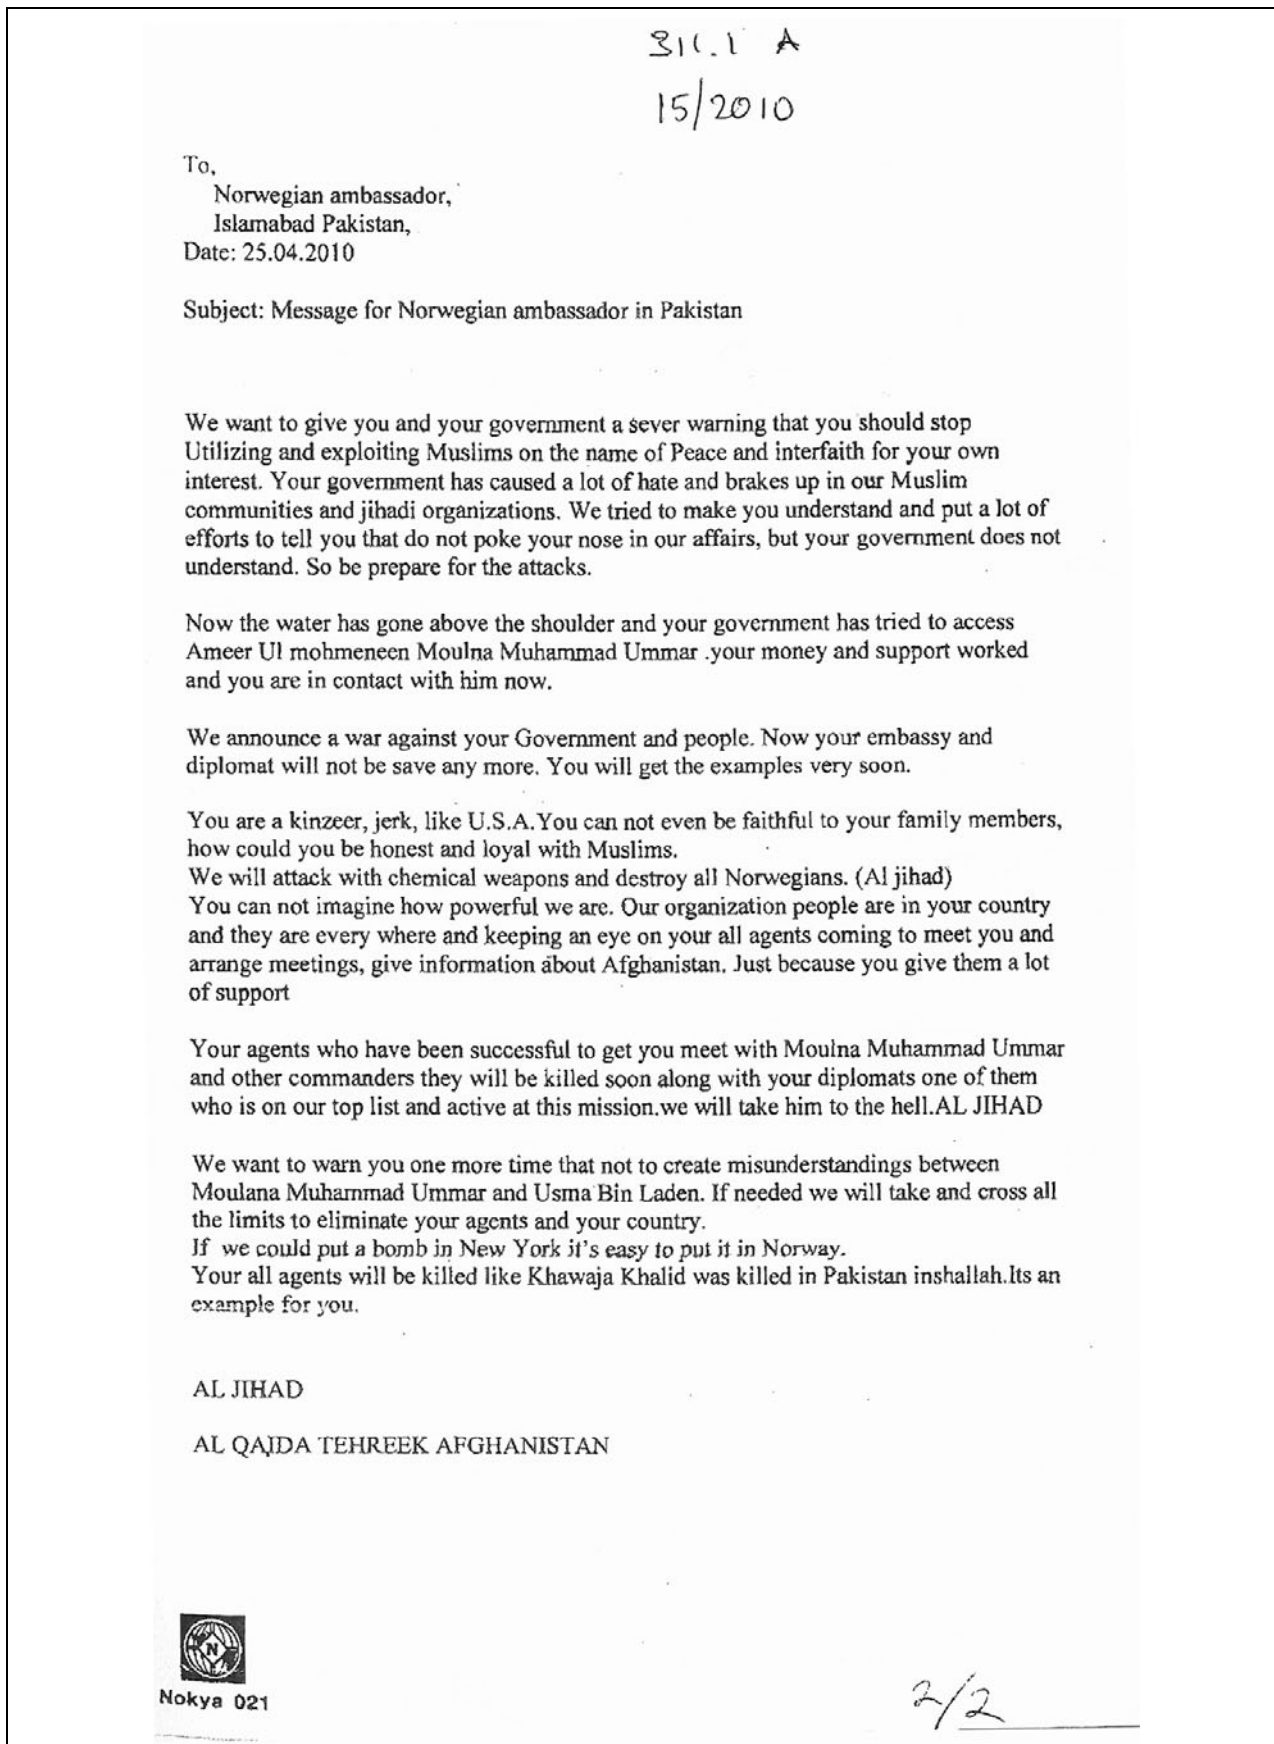 311.1 A
15/2010
To,
Norwegian ambassador,
Islamabad Pakistan,
Date: 25.04.2010
Subject: Message for Norwegian ambassador in Pakistan
We want to give you and your government a sever warning that you should stop
Utilizing and exploiting Muslims on the name of Peace and interfaith for your own
interest. Your government has caused a lot of hate and brakes up in our Muslim
communities and jihadi organizations. We tried to make you understand and put a lot of
efforts to tell you that do not poke your nose in our affairs, but your government does not
understand. So be prepare for the attacks.
Now the water has gone above the shoulder and your government has tried to access
Ameer Ul mohmeneen Moulna Muhammad Ummar .your money and support worked
and you are in contact with him now.
We announce a war against your Government and people. Now your embassy and
diplomat will not be save any more. You will get the examples very soon.
You are a kinzeer, jerk, like U.S.A.You can not even be faithful to your family members,
how could you be honest and loyal with Muslims.
We will attack with chemical weapons and destroy all Norwegians. (Al jihad)
You can not imagine how powerful we are. Our organization people are in your country
and they are every where and keeping an eye on your all agents coming to meet you and
arrange meetings, give information about Afghanistan. Just because you give them a lot
of support
Your agents who have been successful to get you meet with Moulna Muhammad Ummar
and other commanders they will be killed soon along with your diplomats one of them
who is on our top list and active at this mission.we will take him to the hell.AL JIHAD
We want to warn you one more time that not to create misunderstandings between
Moulana Muhammad Ummar and Usma Bin Laden. If needed we will take and cross all
the limits to eliminate your agents and your country.
If we could put a bomb in New York it's easy to put it in Norway.
Your all agents will be killed like Khawaja Khalid was killed in Pakistan inshallah.Its an
example for you.
AL JIHAD
AL QAIDA TEHREEK AFGHANISTAN
N
Nokya 021
2/2